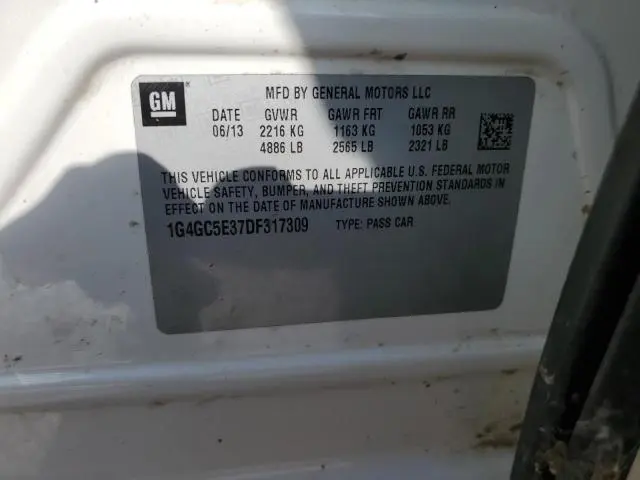 GM
MFD BY GENERAL MOTORS LLC
DATE GVWR GAWR FRT GAWR RR
06/13 2216 KG 1163 KG 1053 KG
4886 LB 2565 LB 2321 LB
THIS VEHICLE CONFORMS TO ALL APPLICABLE U.S. FEDERAL MOTOR
VEHICLE SAFETY, BUMPER, AND THEFT PREVENTION STANDARDS IN
EFFECT ON THE DATE OF MANUFACTURE SHOWN ABOVE.
1G4GC5E37DF317309 TYPE: PASS CAR